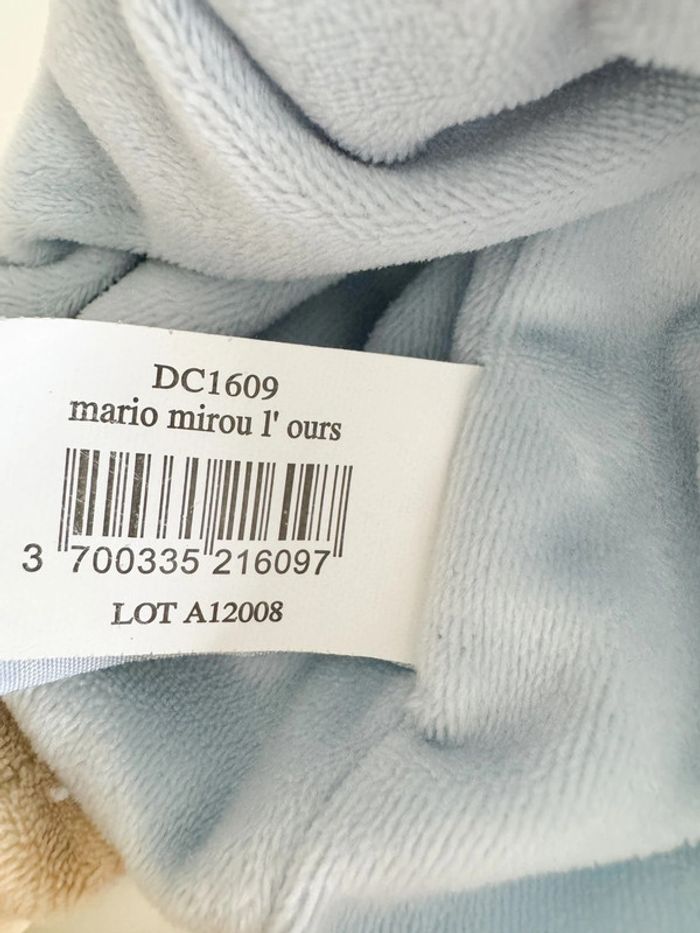 DC1609
mario mirou l' ours
3 700335 216097
LOT A12008